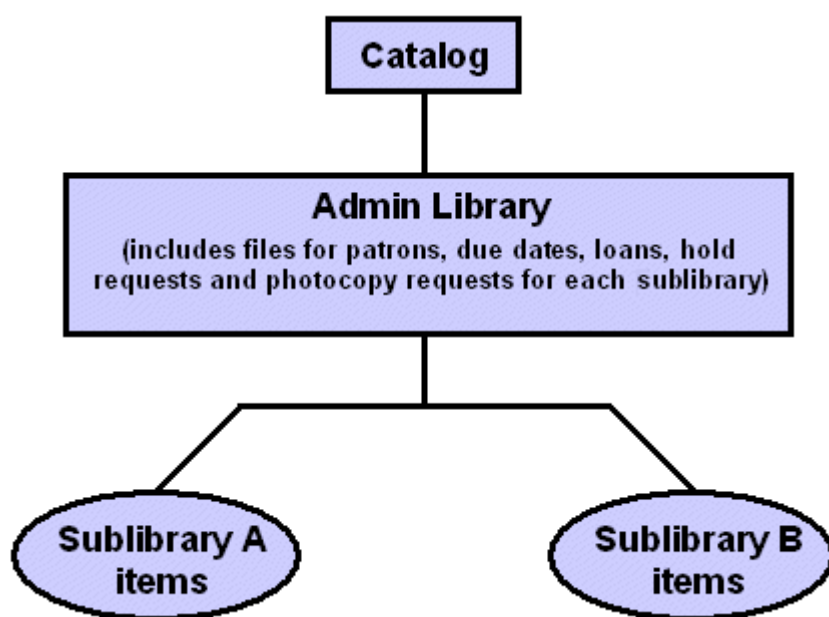 Catalog
Admin Library
(includes files for patrons, due dates, loans, hold
requests and photocopy requests for each sublibrary)
Sublibrary A
items
Sublibrary B
items